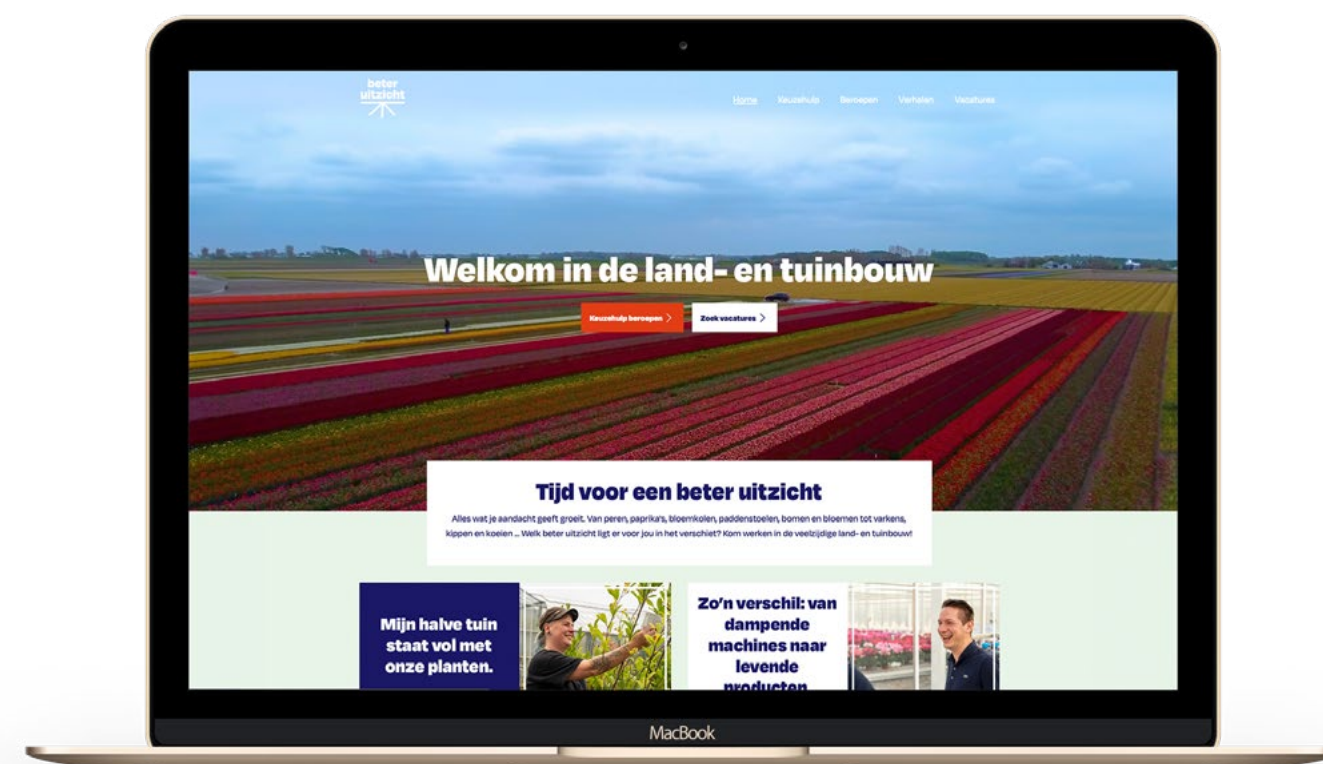 beter
uitzicht
Home Keuzehulp Beroepen Verhalen Vacatures
Welkom in de land- en tuinbouw
Keuzehulp beroepen
Zoek vacatures
Tijd voor een beter uitzicht
Alles wat je aandacht geeft groeit. Van peren, paprika's, bloemkolen, paddenstoelen, bomen en bloemen tot varkens,
kippen en koeien ... Welk beter uitzicht ligt er voor jou in het verschiet? Kom werken in de veelzijdige land- en tuinbouw!
Mijn halve tuin
staat vol met
onze planten.
Zo'n verschil: van
dampende
machines naar
levende
producten
MacBook